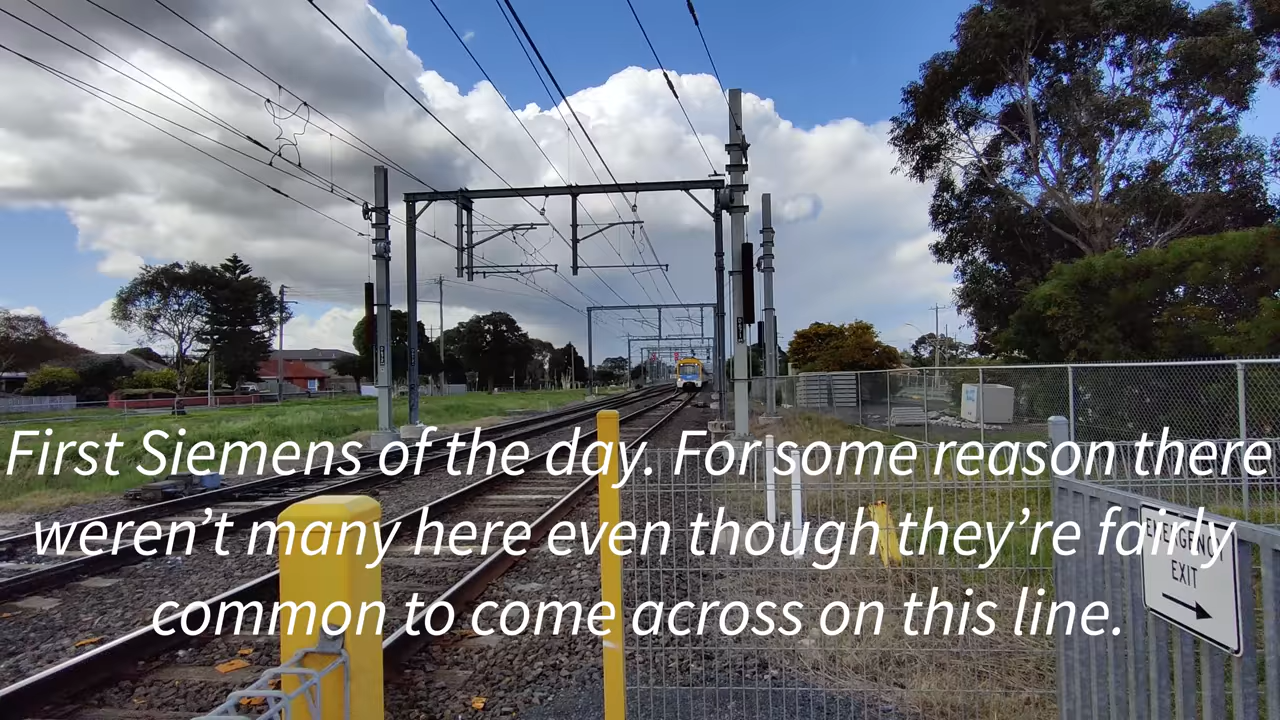 First Siemens of the day. For some reason there
weren’t many here even though they’re fairly
common to come across on this line.
EMERGENCY
EXIT